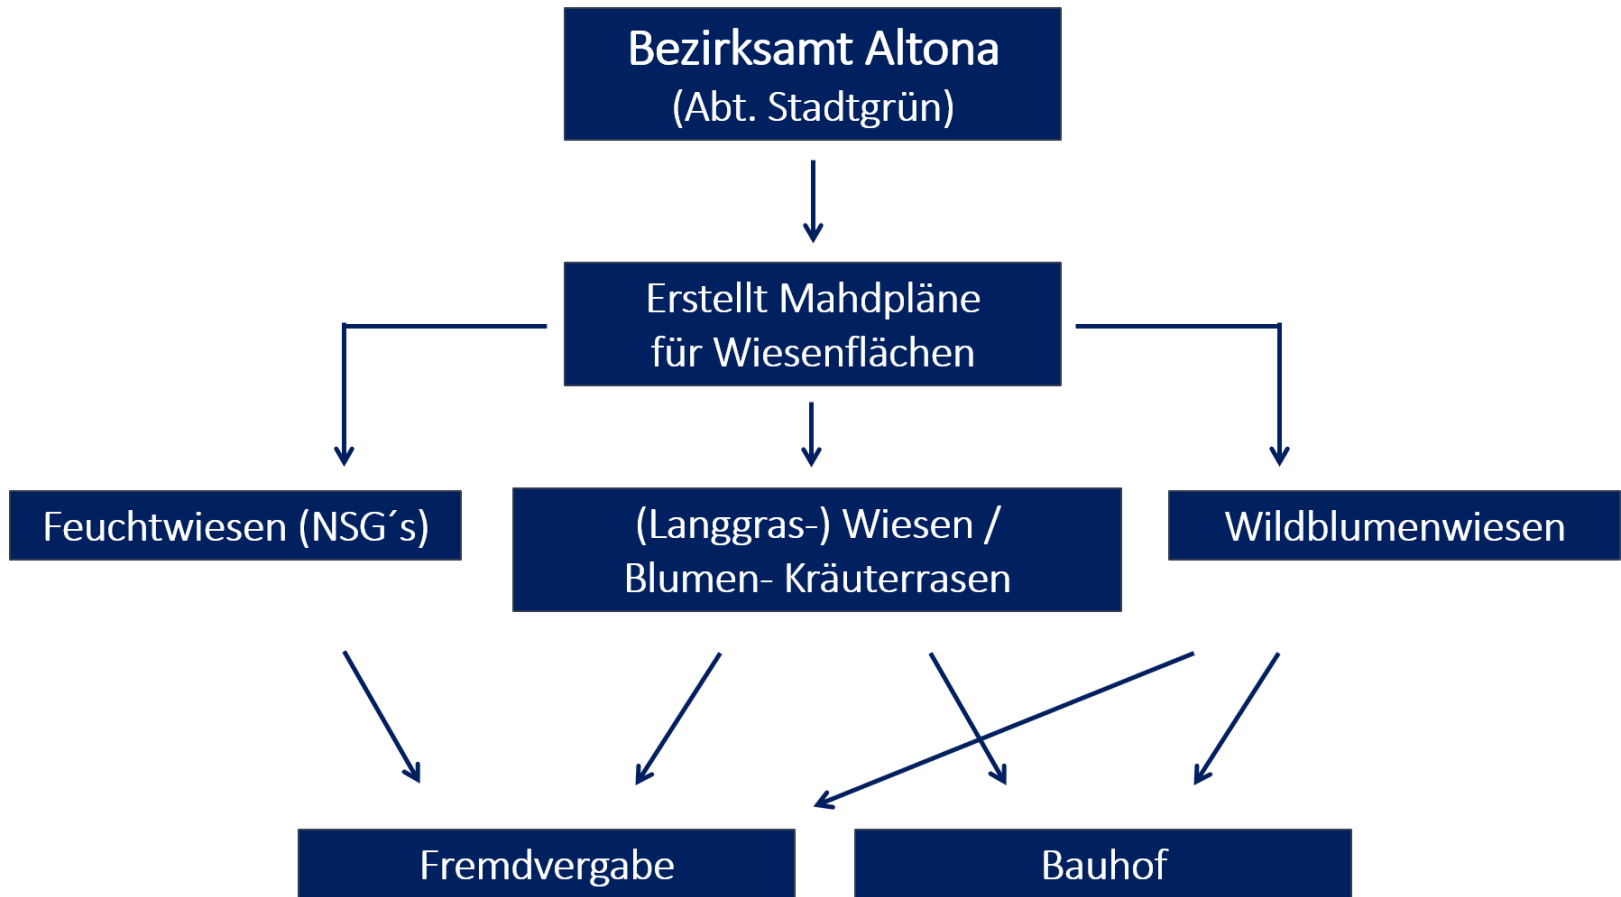 Bezirksamt Altona
(Abt. Stadtgrün)
Erstellt Mahdpläne
für Wiesenflächen
Feuchtwiesen (NSG´s)
(Langgras-) Wiesen /
Blumen- Kräuterrasen
Wildblumenwiesen
Fremdvergabe
Bauhof